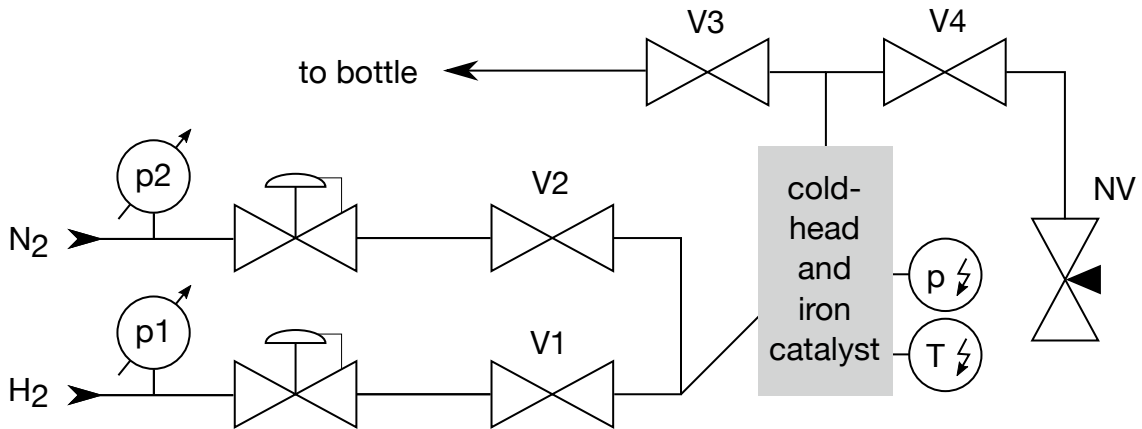 V3
V4
to bottle
p2
V2
cold-
head
and
iron
catalyst
NV
N2
p
p1
V1
T
H2